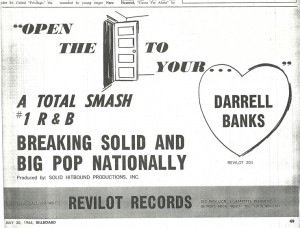 "OPEN
THE TO
YOUR...."
A TOTAL SMASH
#1 R & B
BREAKING SOLID AND
BIG POP NATIONALLY
Produced by: SOLID HITBOUND PRODUCTIONS, INC.
DARRELL
BANKS
REVILOT 201
REVILOT RECORDS
JULY 30, 1966, BILLBOARD
49